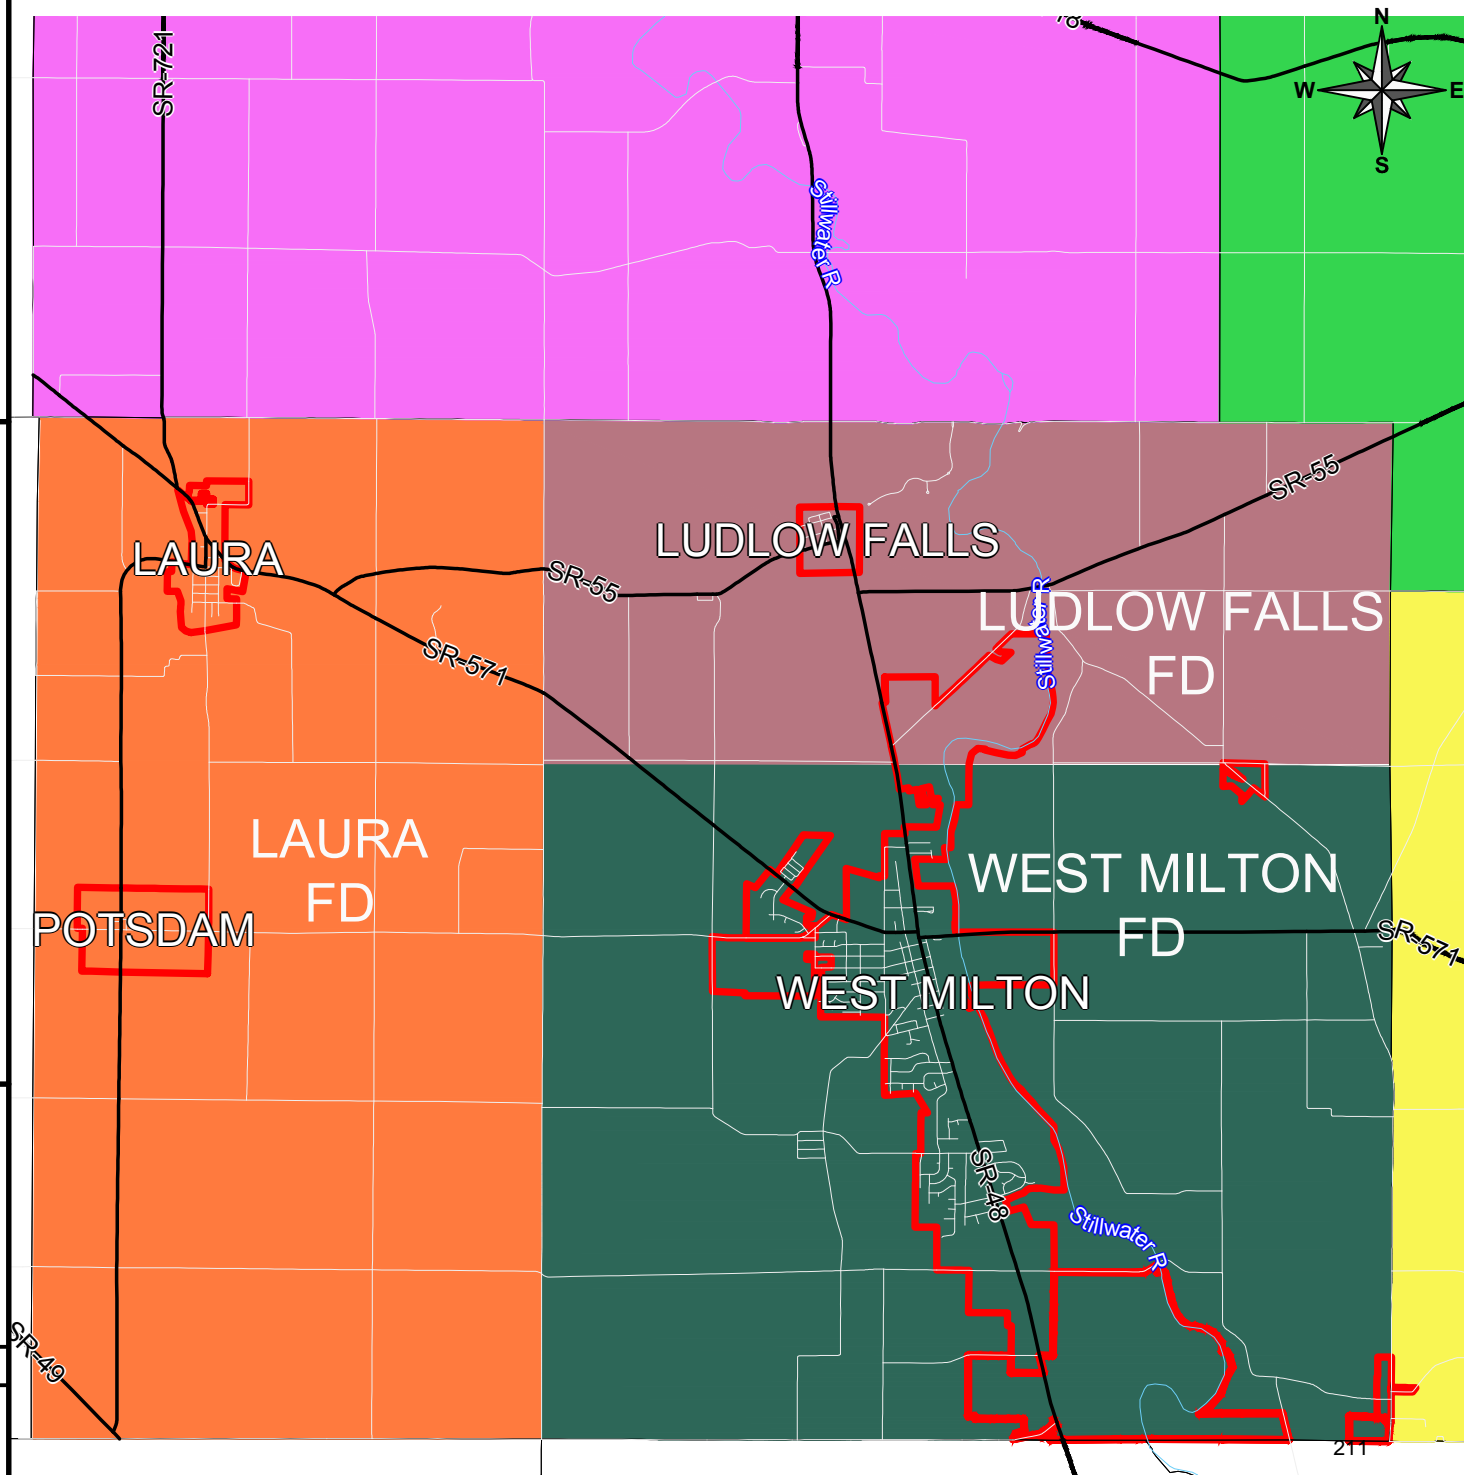 N
W E
S
SR-721
Stillwater R
SR-55
LUDLOW FALLS
LAURA
SR-55
Stillwater R
LUDLOW FALLS
FD
SR-571
LAURA
FD
WEST MILTON
FD
POTSDAM
SR-571
WEST MILTON
SR-48
Stillwater R
SR-49
211